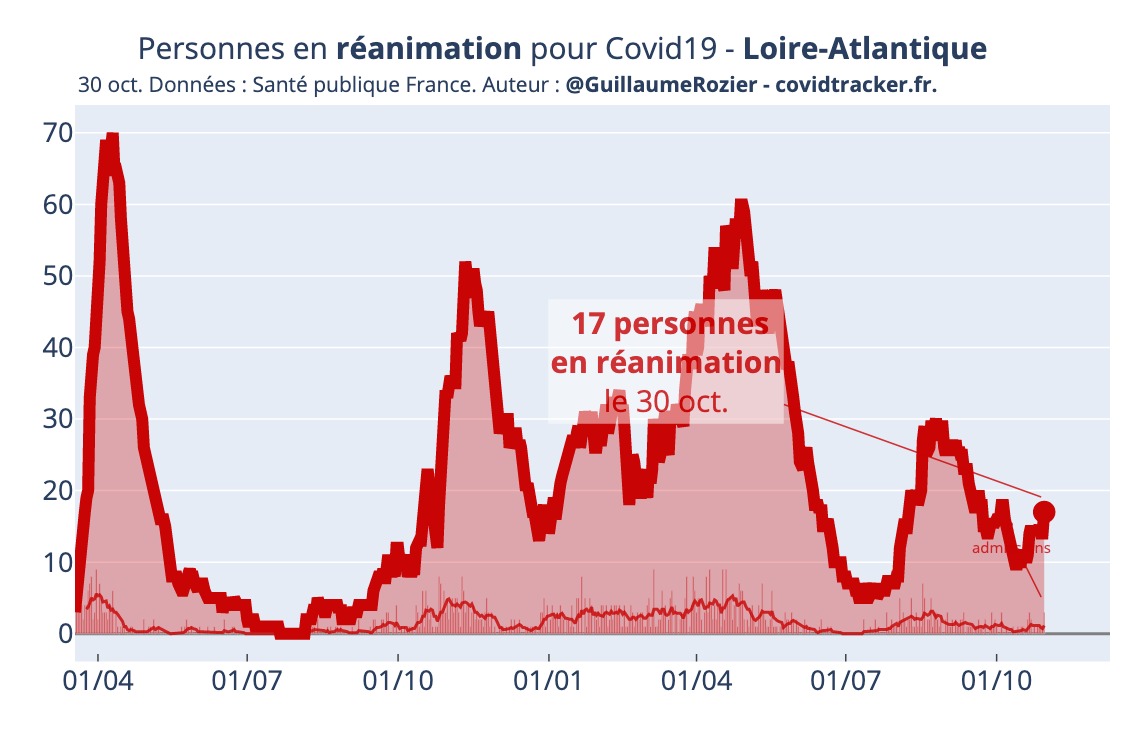 Personnes en réanimation pour Covid19 - Loire-Atlantique
30 oct. Données : Santé publique France. Auteur : @GuillaumeRozier - covidtracker.fr.
70
60
50
40
30
20
10
0
17 personnes
en réanimation
le 30 oct.
admissions
01/04
01/07
01/10
01/01
01/04
01/07
01/10